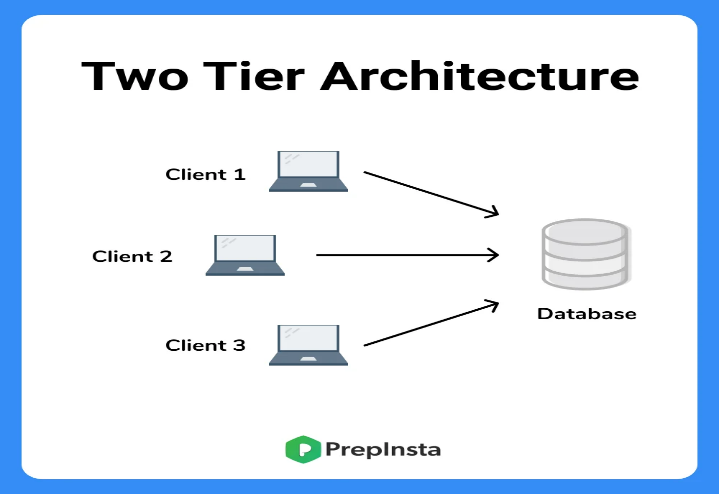 Two Tier Architecture
Client 1
Client 2
Database
Client 3
PrepInsta